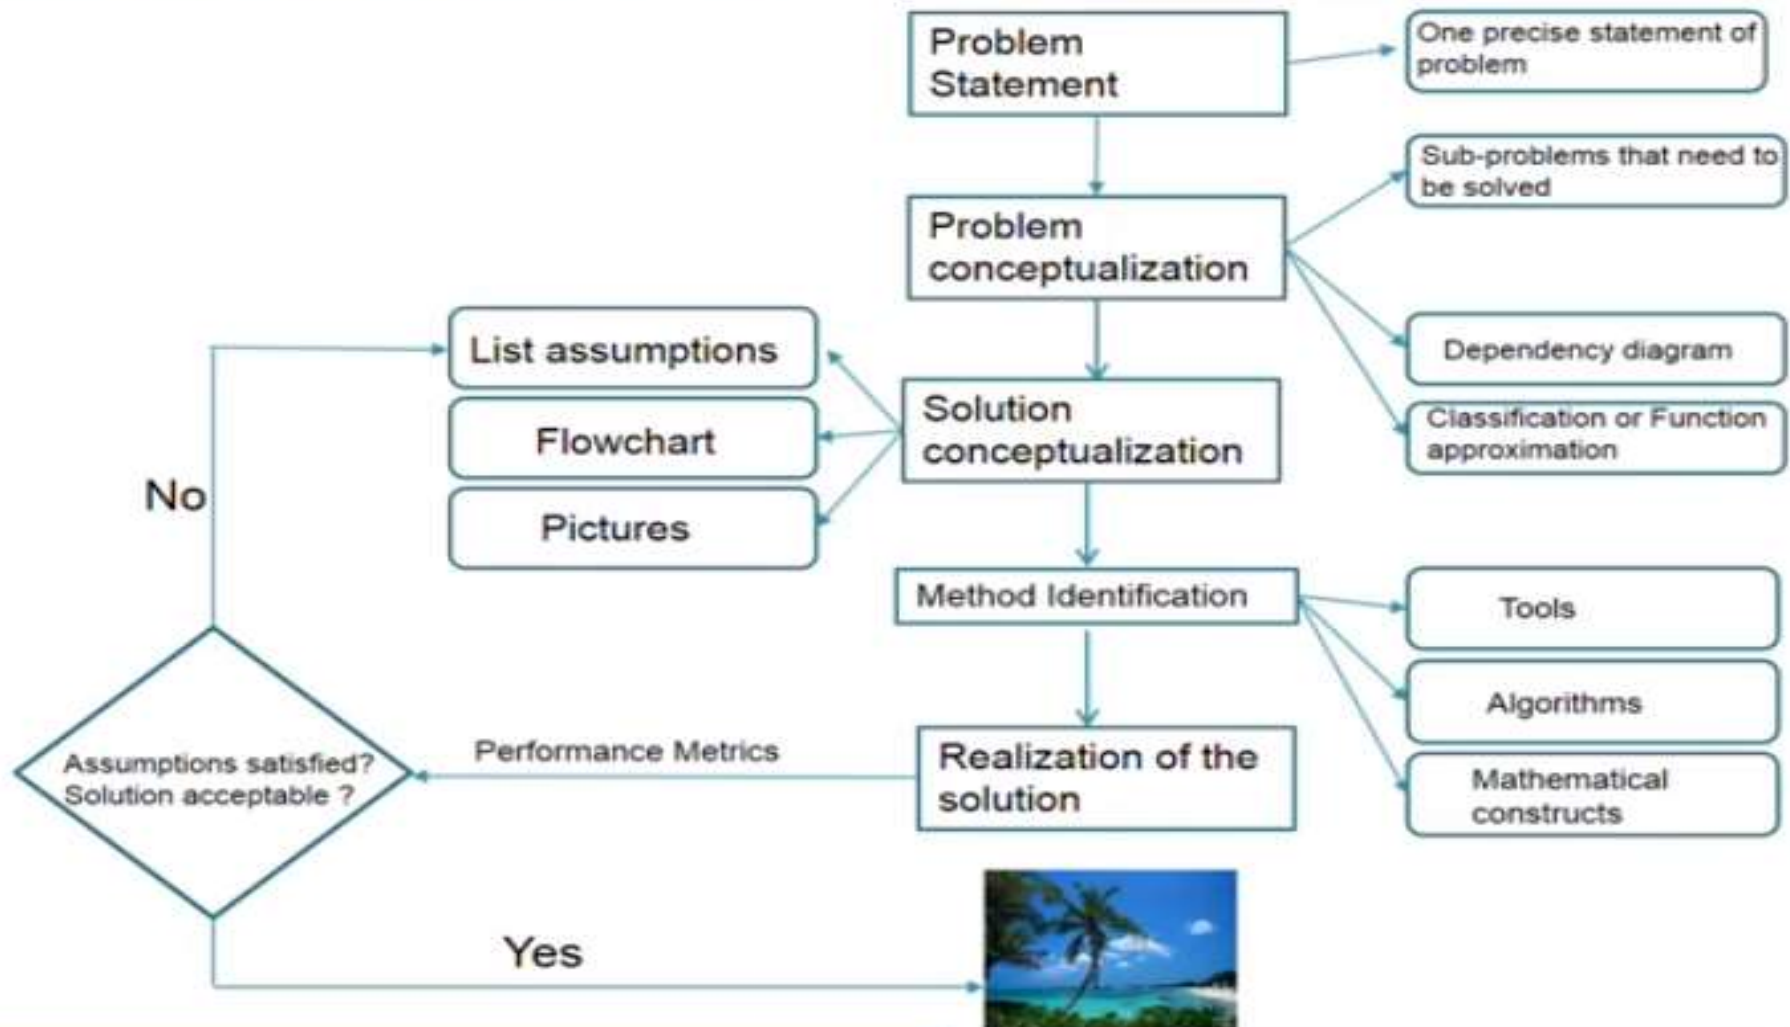 Problem
Statement
One precise statement of
problem
Problem
conceptualization
Sub-problems that need to
be solved
Dependency diagram
Classification or Function
approximation
Solution
conceptualization
List assumptions
Flowchart
Pictures
Method Identification
Tools
Algorithms
Mathematical
constructs
Realization of the
solution
Performance Metrics
Assumptions satisfied?
Solution acceptable ?
No
Yes